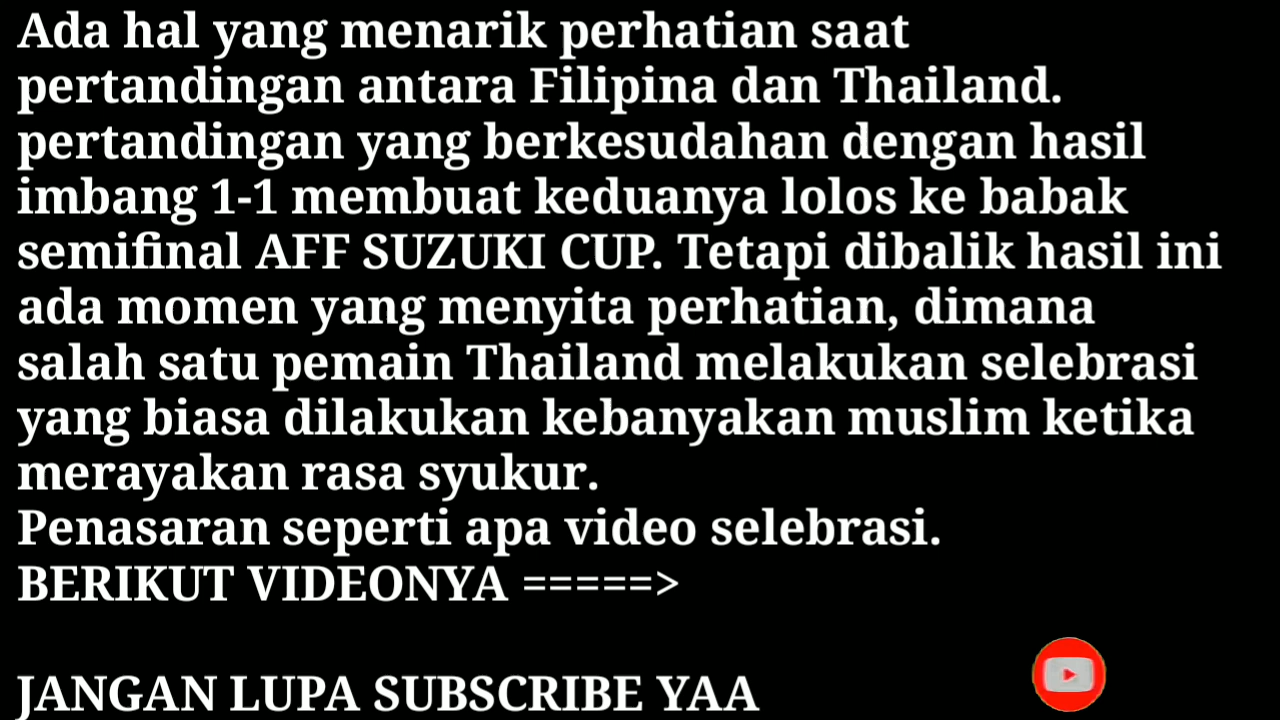 Ada hal yang menarik perhatian saat
pertandingan antara Filipina dan Thailand.
pertandingan yang berkesudahan dengan hasil
imbang 1-1 membuat keduanya lolos ke babak
semifinal AFF SUZUKI CUP. Tetapi dibalik hasil ini
ada momen yang menyita perhatian, dimana
salah satu pemain Thailand melakukan selebrasi
yang biasa dilakukan kebanyakan muslim ketika
merayakan rasa syukur.
Penasaran seperti apa video selebrasi.
BERIKUT VIDEONYA =====>
JANGAN LUPA SUBSCRIBE YAA